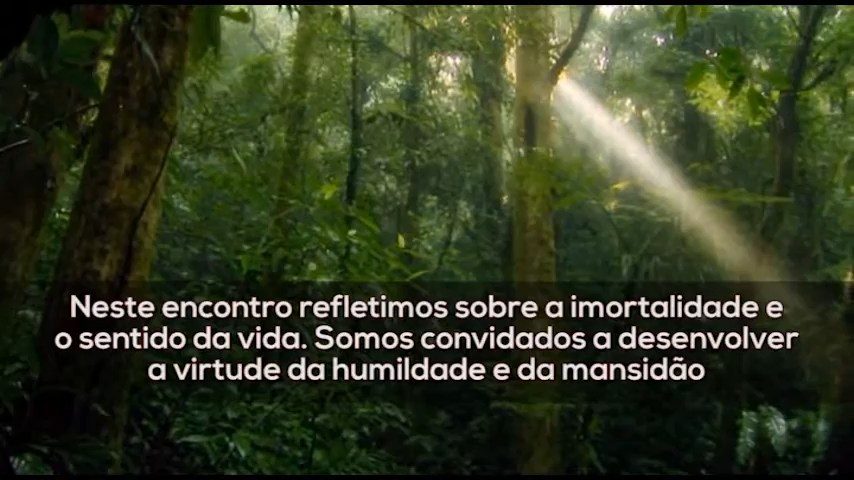 Neste encontro refletimos sobre a imortalidade e
o sentido da vida. Somos convidados a desenvolver
a virtude da humildade e da mansidão